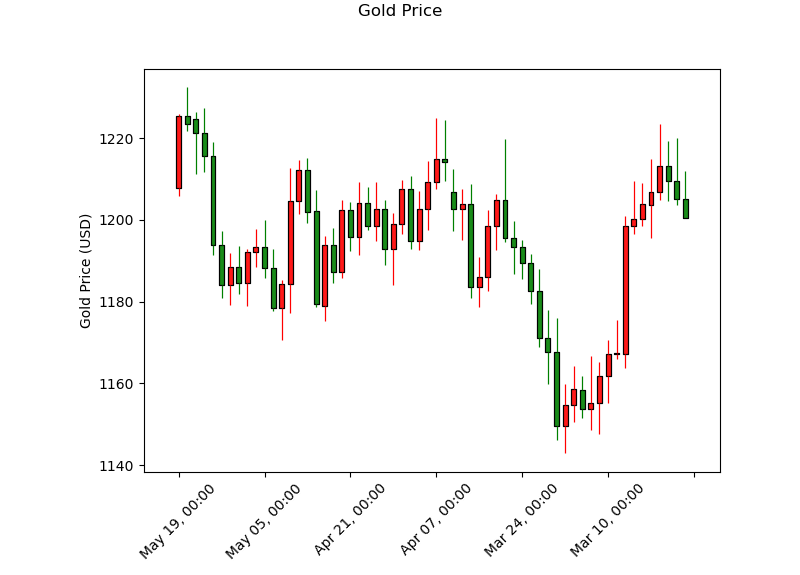 Gold Price
Gold Price (USD)
1220
1200
1180
1160
1140
May 19, 00:00
May 05, 00:00
Apr 21, 00:00
Apr 07, 00:00
Mar 24, 00:00
Mar 10, 00:00